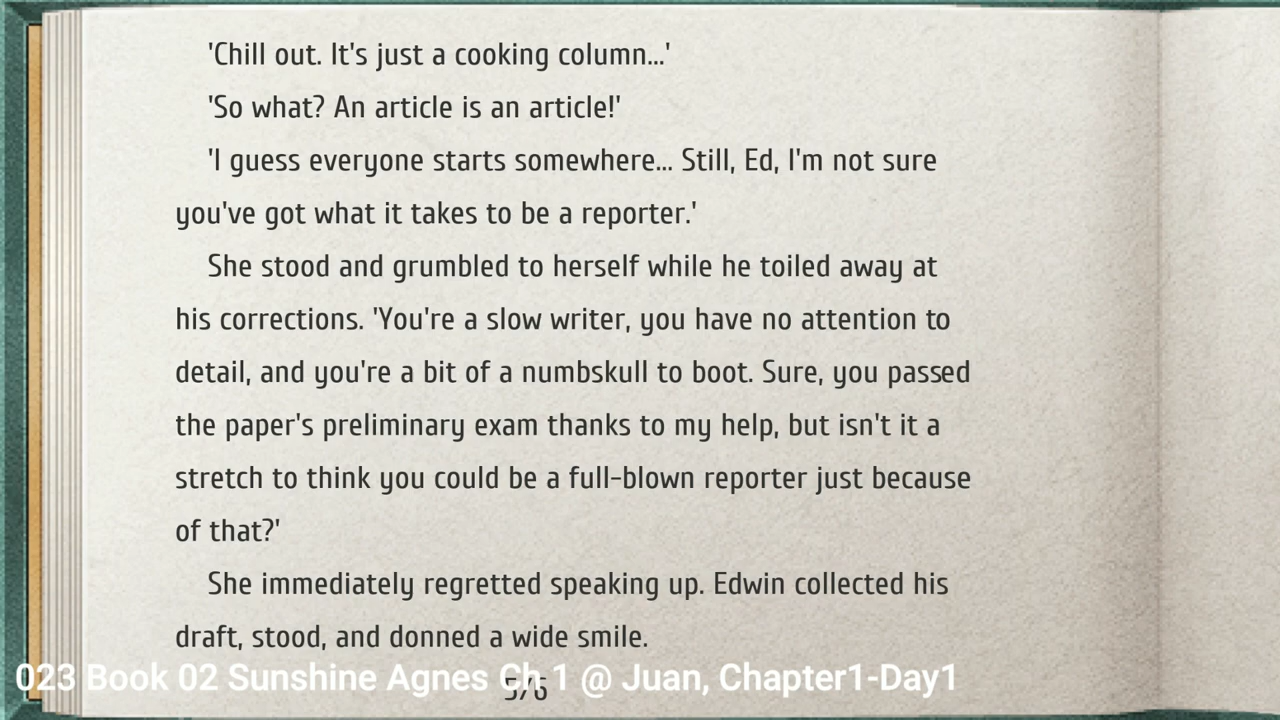 'Chill out. It's just a cooking column...'
'So what? An article is an article!'
'I guess everyone starts somewhere... Still, Ed, I'm not sure
you've got what it takes to be a reporter.'
She stood and grumbled to herself while he toiled away at
his corrections. 'You're a slow writer, you have no attention to
detail, and you're a bit of a numbskull to boot. Sure, you passed
the paper's preliminary exam thanks to my help, but isn't it a
stretch to think you could be a full-blown reporter just because
of that?'
She immediately regretted speaking up. Edwin collected his
draft, stood, and donned a wide smile.
023 Book 02 Sunshine Agnes Ch 1 @ Juan, Chapter1-Day1
5/6